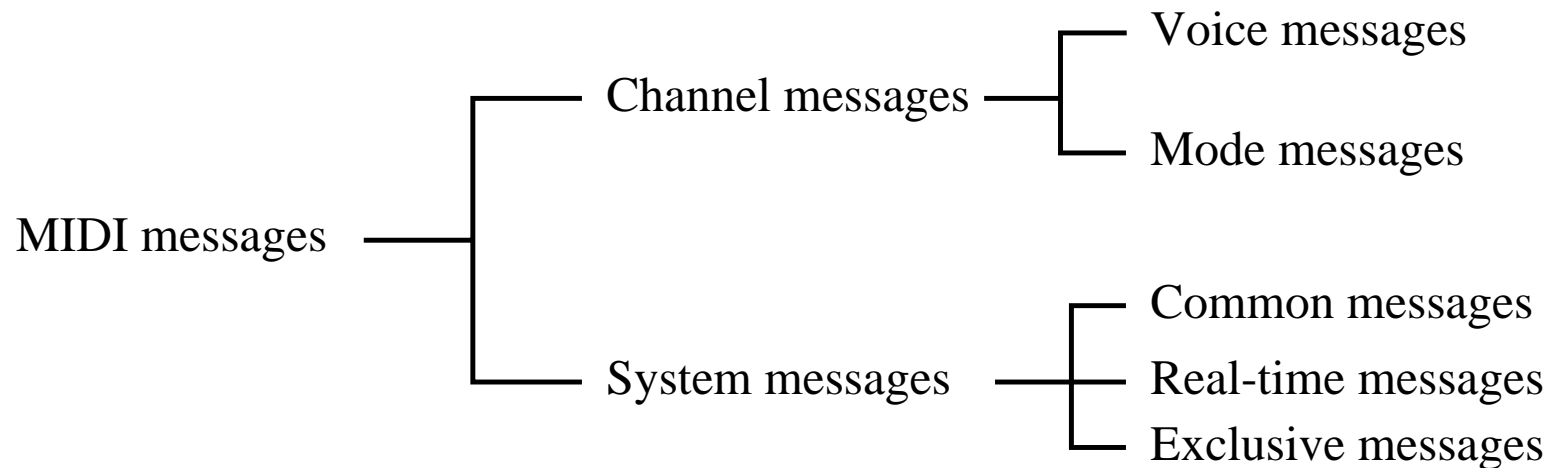 Voice messages
Channel messages
Mode messages
MIDI messages
Common messages
System messages
Real-time messages
Exclusive messages